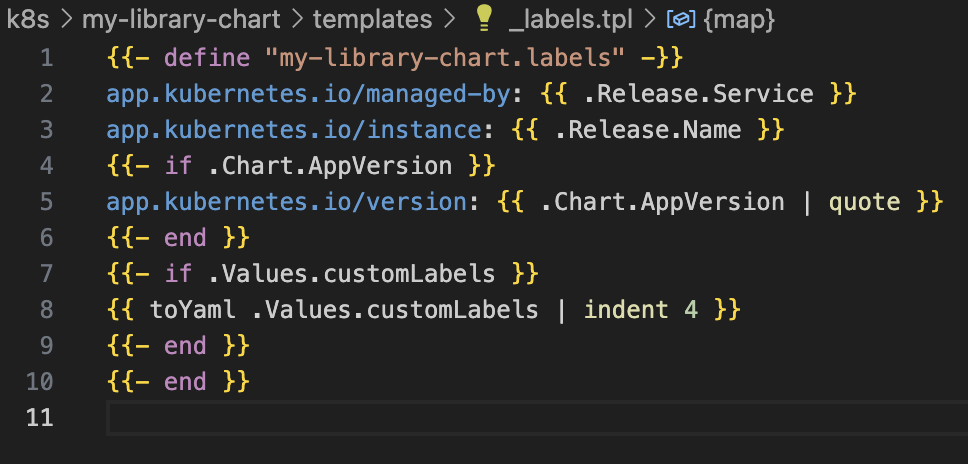 k8s > my-library-chart > templates > _labels.tpl > {map}
1 {{- define "my-library-chart.labels" -}}
2 app.kubernetes.io/managed-by: {{ .Release.Service }}
3 app.kubernetes.io/instance: {{ .Release.Name }}
4 {{- if .Chart.AppVersion }}
5 app.kubernetes.io/version: {{ .Chart.AppVersion | quote }}
6 {{- end }}
7 {{- if .Values.customLabels }}
8 {{ toYaml .Values.customLabels | indent 4 }}
9 {{- end }}
10 {{- end }}
11